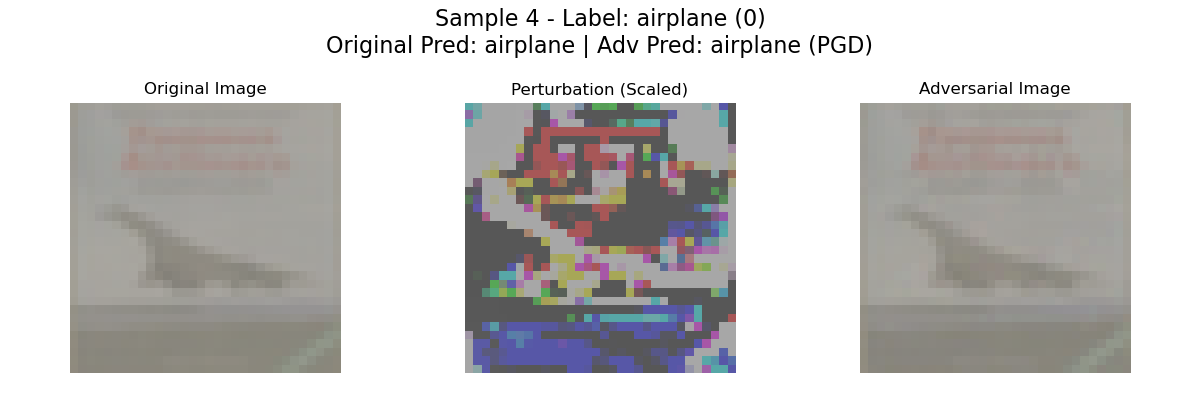 Sample 4 - Label: airplane (0)
Original Pred: airplane | Adv Pred: airplane (PGD)
Original Image
Perturbation (Scaled)
Adversarial Image